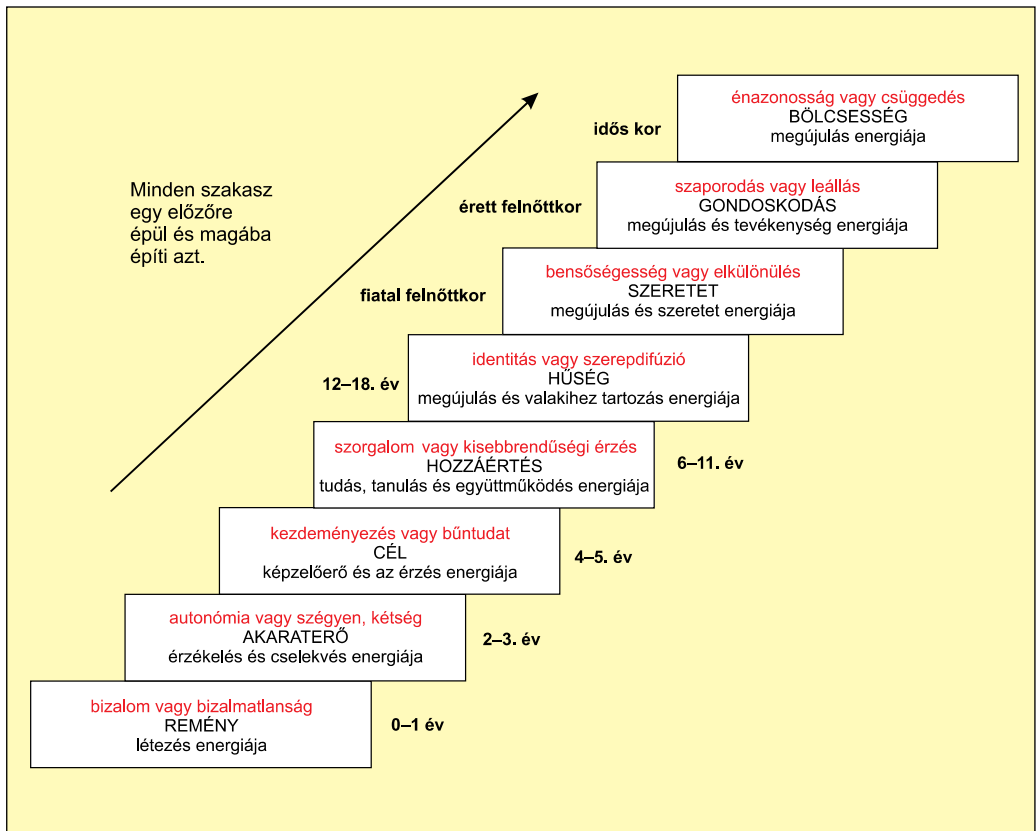 énazonosság vagy csüggedés
BÖLCSESSÉG
megújulás energiája
idős kor
szaporodás vagy leállás
GONDOSKODÁS
megújulás és tevékenység energiája
érett felnőttkor
Minden szakasz
egy előzőre
épül és magába
építi azt.
bensőségesség vagy elkülönülés
SZERETET
megújulás és szeretet energiája
fiatal felnőttkor
identitás vagy szerepdifúzió
HŰSÉG
megújulás és valakihez tartozás energiája
12–18. év
szorgalom vagy kisebbrendűségi érzés
HOZZÁÉRTÉS
tudás, tanulás és együttműködés energiája
6–11. év
kezdeményezés vagy bűntudat
CÉL
képzelőerő és az érzés energiája
4–5. év
autonómia vagy szégyen, kétség
AKARATERŐ
érzékelés és cselekvés energiája
2–3. év
bizalom vagy bizalmatlanság
REMÉNY
létezés energiája
0–1 év